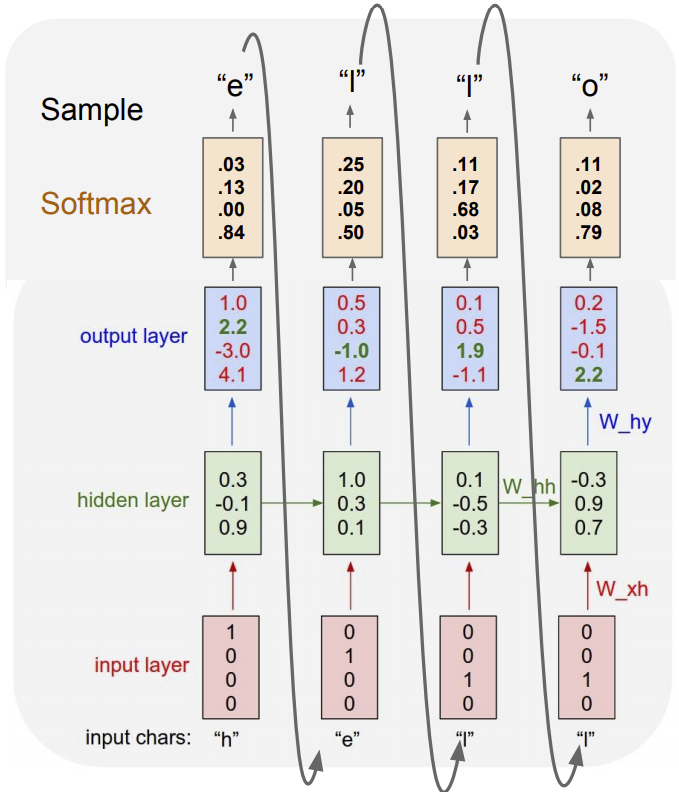 “e” “l” “l” “o”
Sample
Softmax
.03 .25 .11 .11
.13 .20 .17 .02
.00 .05 .68 .08
.84 .50 .03 .79
output layer
1.0 0.5 0.1 0.2
2.2 0.3 0.5 -1.5
-3.0 -1.0 1.9 -0.1
4.1 1.2 -1.1 2.2
W_hy
hidden layer
0.3 1.0 0.1 -0.3
-0.1 0.3 -0.5 0.9
0.9 0.1 -0.3 0.7
W_hh
W_xh
input layer
1 0 0 0
0 1 0 0
0 0 1 1
0 0 0 0
input chars: “h” “e” “l” “l”